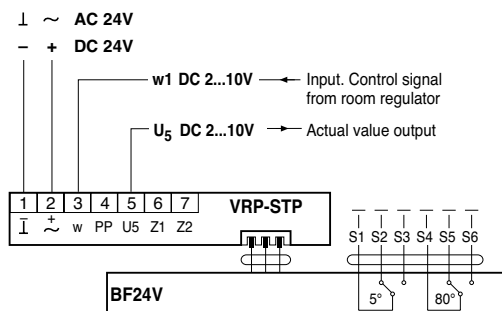 ⊥ ~ AC 24V
− + DC 24V
w1 DC 2...10V
Input. Control signal
from room regulator
U5 DC 2...10V
Actual value output
1 2 3 4 5 6 7
VRP-STP
⊥ ~ + w PP U5 Z1 Z2
S1 S2 S3 S4 S5 S6
BF24V
5° 80°